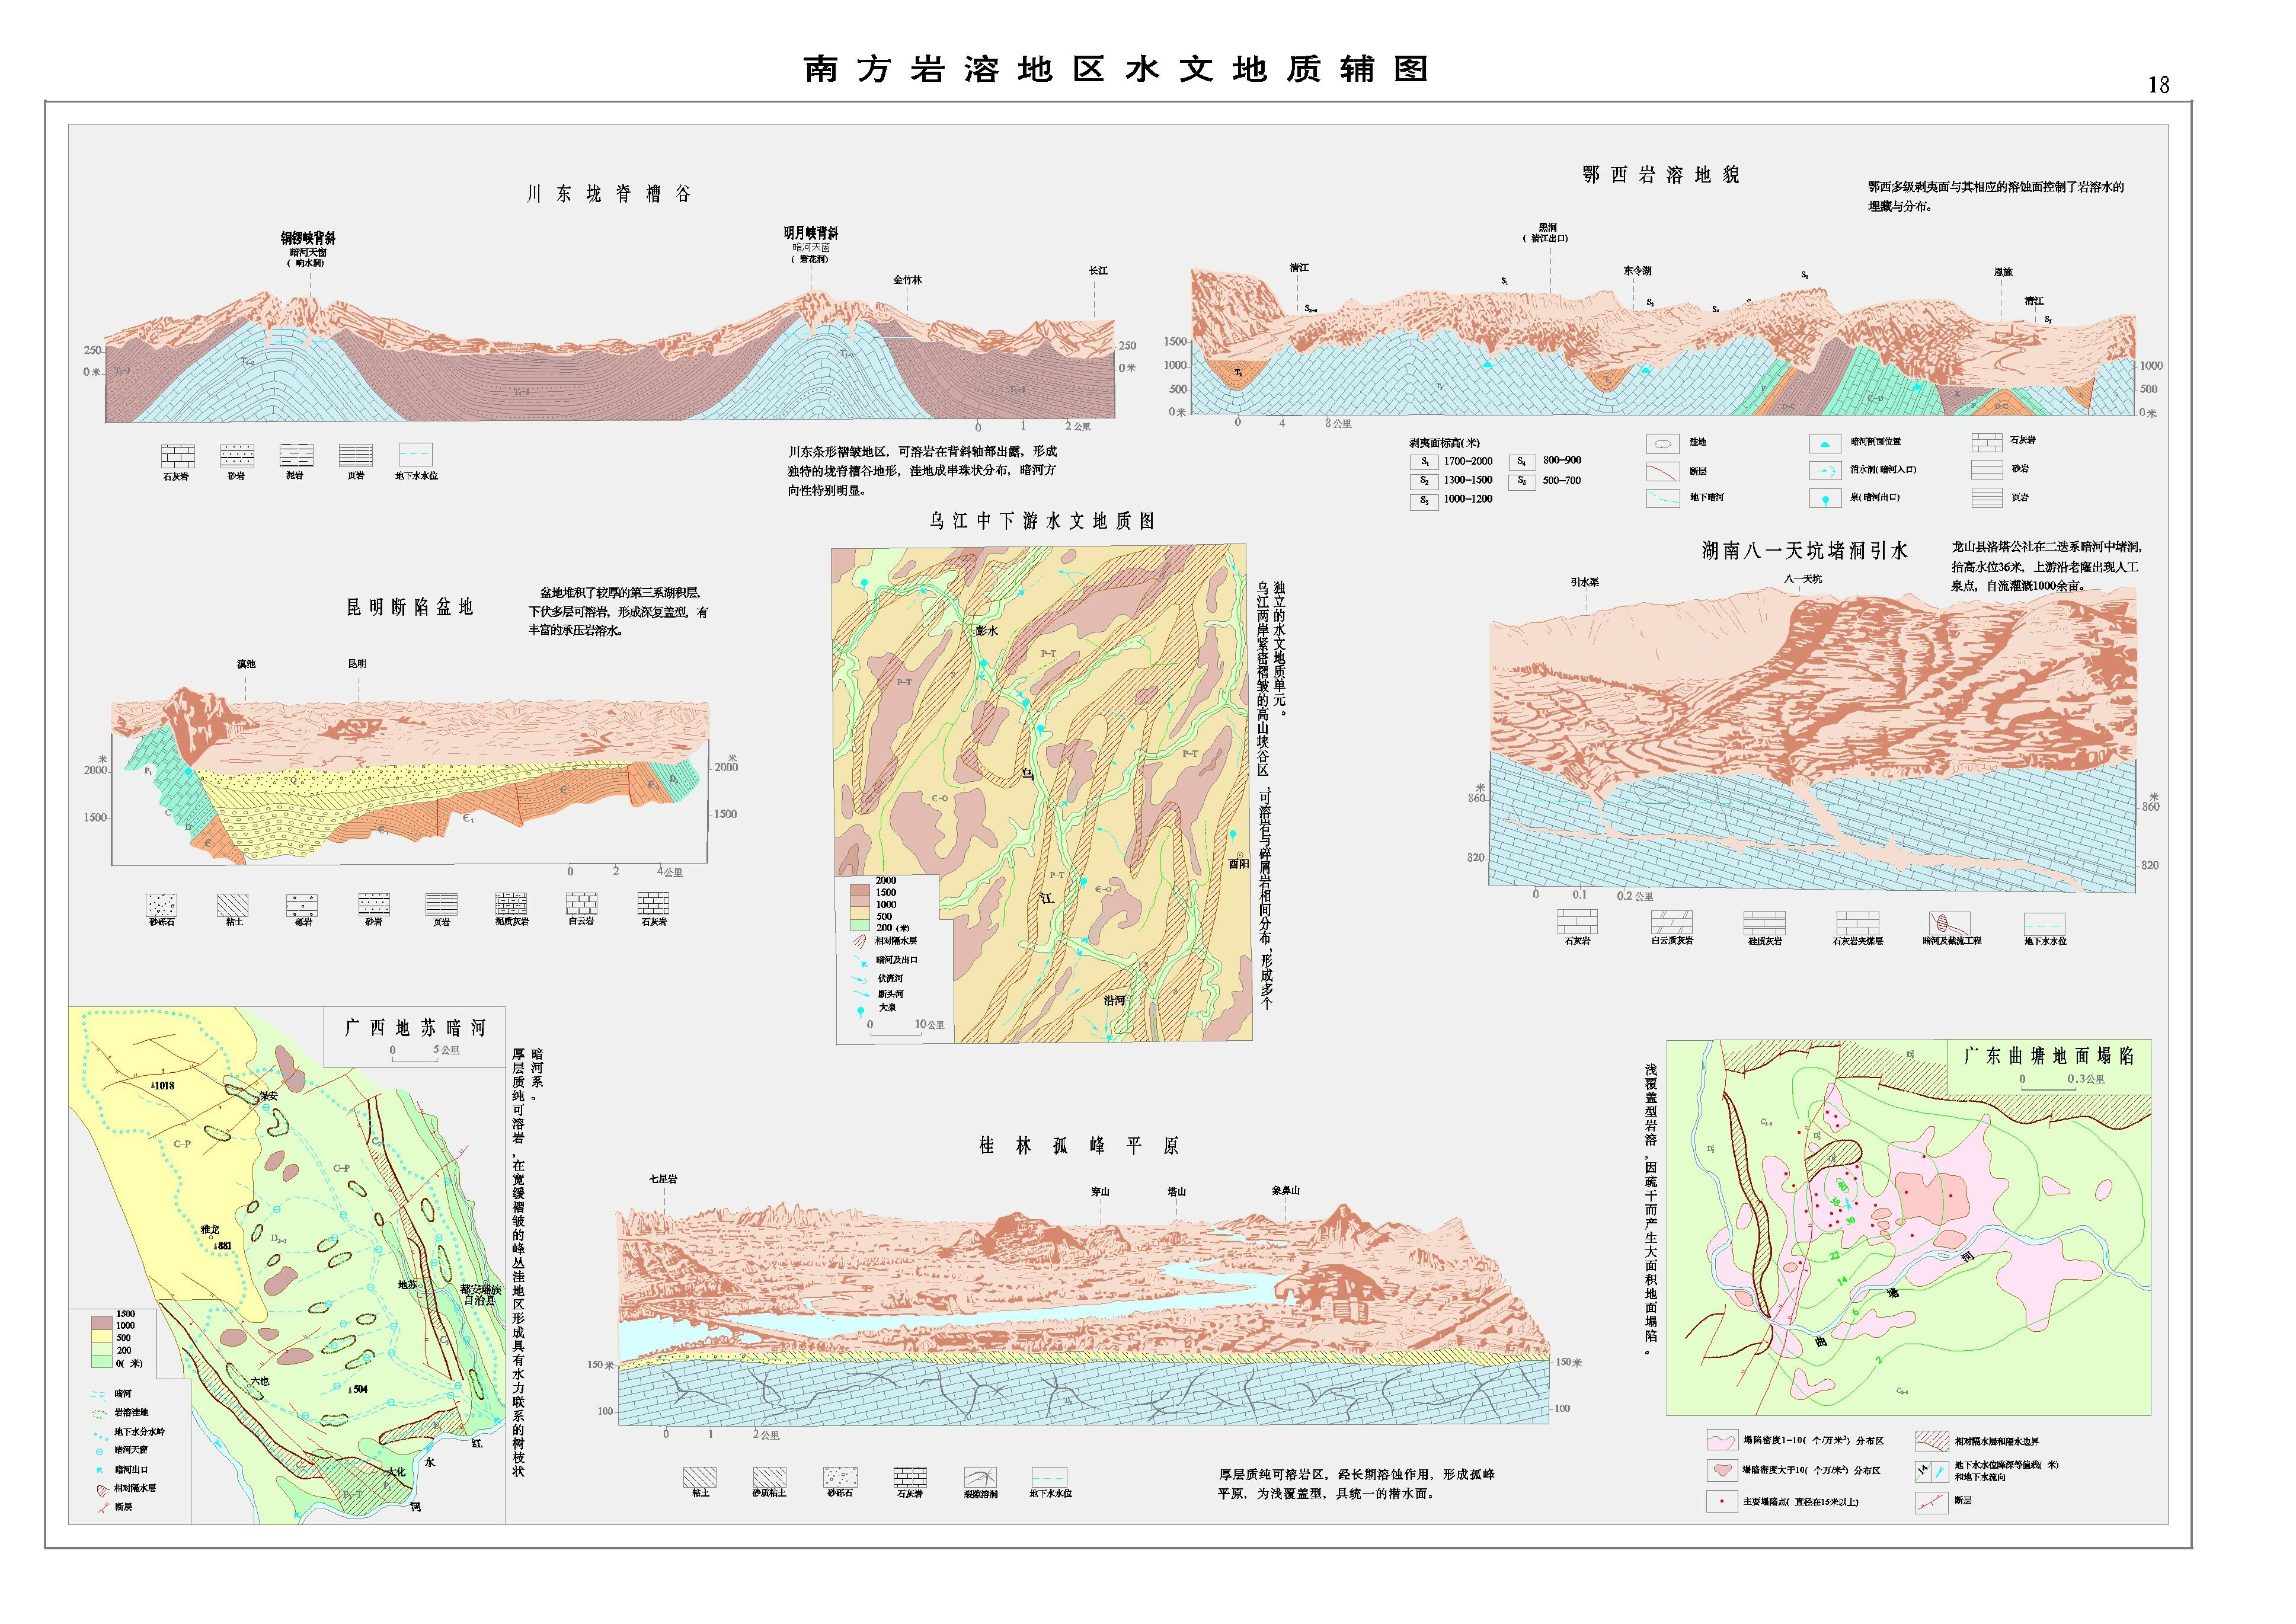 南方岩溶地区水文地质辅图
18
川东垅脊槽谷
铜锣峡背斜
暗河天窗
(响水洞)
明月峡背斜
暗河天窗
金竹林
长江
250
0米
250
0米
T₁₋₂
0 1 2公里
石灰岩
砂岩
泥岩
页岩
地下水水位
川东条形褶皱地区，可溶岩在背斜轴部出露，形成
独特的垅脊槽谷地形，洼地成串珠状分布，暗河方
向性特别明显。
鄂西岩溶地貌
鄂西多级剥夷面与其相应的溶蚀面控制了岩溶水的
埋藏与分布。
黑洞
(清江出口)
清江
东令湖
恩施
清江
1500
1000
500
0米
1000
500
0米
0 4 8公里
剥夷面标高(米)
S₁ 1700-2000
S₂ 1300-1500
S₃ 1000-1200
S₄ 800-900
S₅ 500-700
洼地
断层
地下暗河
暗河剖面位置
消水洞(暗河入口)
泉(暗河出口)
石灰岩
砂岩
页岩
昆明断陷盆地
盆地堆积了较厚的第三系湖积层，
下伏多层可溶岩，形成深复盖型，有
丰富的承压岩溶水。
滇池
昆明
米
2000
1500
米
2000
1500
P₁
C
D
Q
0 2 4公里
砂砾石
粘土
砾岩
砂岩
页岩
泥质灰岩
白云岩
石灰岩
乌江中下游水文地质图
彭水
乌
江
酉阳
沿河
P-T
P-T
P-T
P-T
Є-O
Є-O
2000
1500
1000
500
200(米)
相对隔水层
暗河及出口
伏流河
断头河
大泉
0 10公里
乌江两岸紧密褶皱的高山峡谷区，可溶岩与碎屑岩相间分布，形成多个
独立的水文地质单元。
湖南八一天坑堵洞引水
龙山县洛塔公社在二迭系暗河中堵洞，
抬高水位36米，上游沿老窿出现人工
泉点，自流灌溉1000余亩。
引水渠
八一天坑
米
860
820
米
860
820
0 0.1 0.2公里
石灰岩
白云质灰岩
硅质灰岩
石灰岩夹煤层
暗河及截流工程
地下水水位
广西地苏暗河
0 5公里
1018
保安
C-P
C-P
雅龙
881
地苏
都安瑶族
自治县
六也
504
大化
红
水
河
1500
1000
500
200
0(米)
暗河
岩溶洼地
地下水分水岭
暗河天窗
暗河出口
相对隔水层
断层
厚层质纯可溶岩，在宽缓褶皱的峰丛洼地区形成具有水力联系的树枝状
暗河系。
桂林孤峰平原
七星岩
穿山
塔山
象鼻山
150米
100
150米
100
0 1 2公里
粘土
砂质粘土
砂砾石
石灰岩
裂隙溶洞
地下水水位
厚层质纯可溶岩区，经长期溶蚀作用，形成孤峰
平原，为浅覆盖型，具统一的潜水面。
广东曲塘地面塌陷
0 0.3公里
38
30
22
14
6
2
曲
塘
河
浅覆盖型岩溶，因疏干而产生大面积地面塌陷。
塌陷密度1-10(个/万米²)分布区
塌陷密度大于10(个/万米²)分布区
主要塌陷点(直径在15米以上)
相对隔水层和隔水边界
14
地下水水位降深等值线(米)
和地下水流向
断层